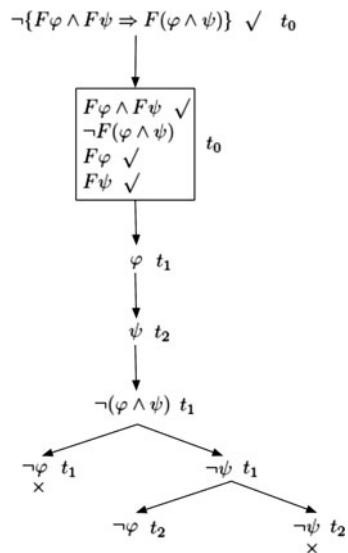 ¬{Fφ ∧ Fψ ⇒ F(φ ∧ ψ)} √ t₀
Fφ ∧ Fψ √
¬F(φ ∧ ψ)
Fφ √
Fψ √
t₀
φ t₁
ψ t₂
¬(φ ∧ ψ) t₁
¬φ t₁ ¬ψ t₁
×
¬φ t₂ ¬ψ t₂
×